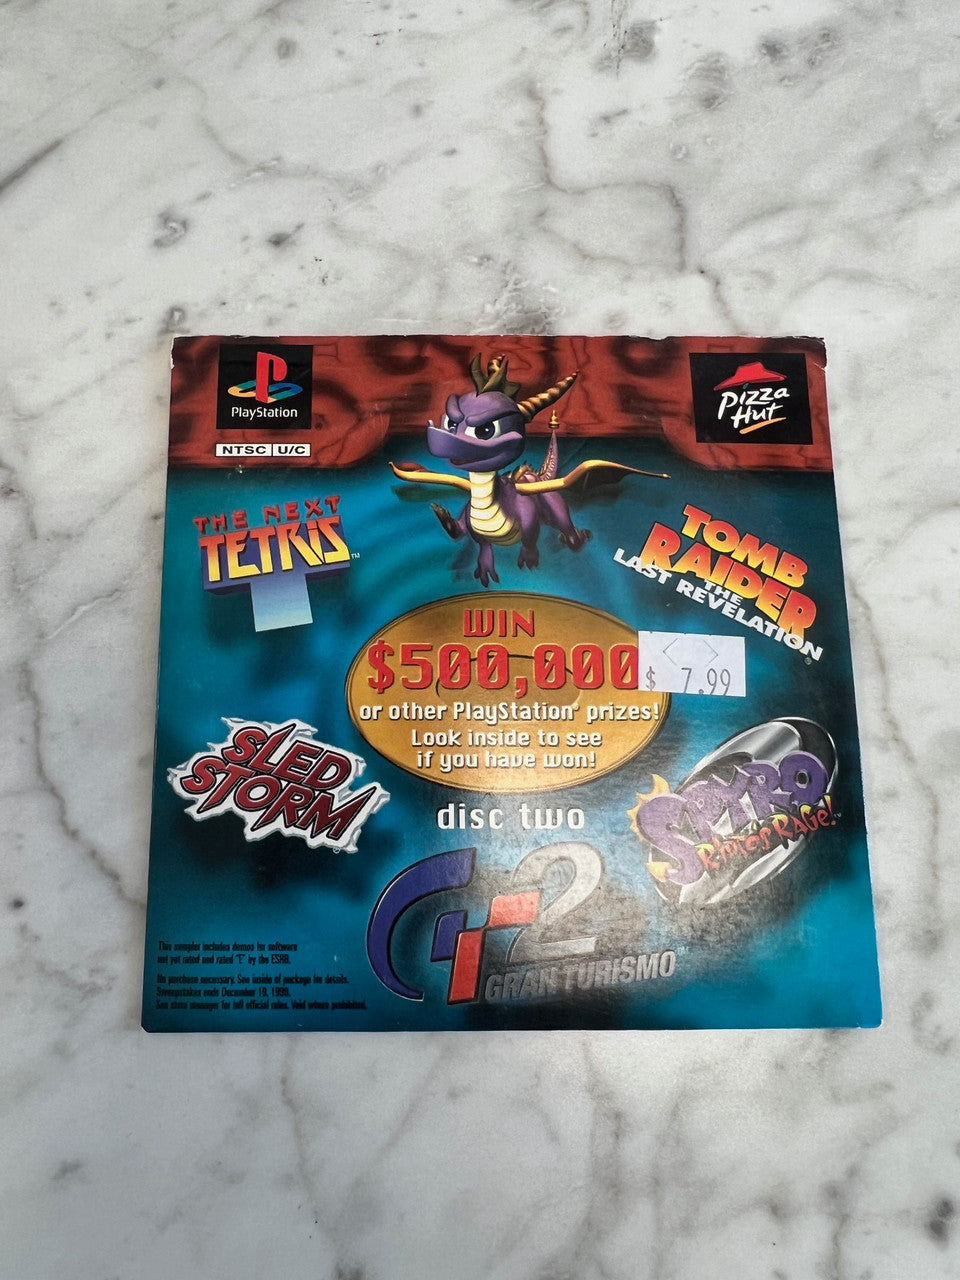 PlayStation
NTSC U/C
Pizza
Hut
THE NEXT
TETRIS™
TOMB
RAIDER
THE
LAST REVELATION
WIN
$500,000
$ 7.99
or other PlayStation® prizes!
Look inside to see
if you have won!
SLED
STORM
SPYRO
Ripto's RAGe!™
disc two
GT2
GRAN TURISMO
This sampler includes demos for software
not yet rated and rated "E" by the ESRB.
No purchase necessary. See inside of package for details.
Sweepstakes ends December 19, 1999.
See store manager for full official rules. Void where prohibited.